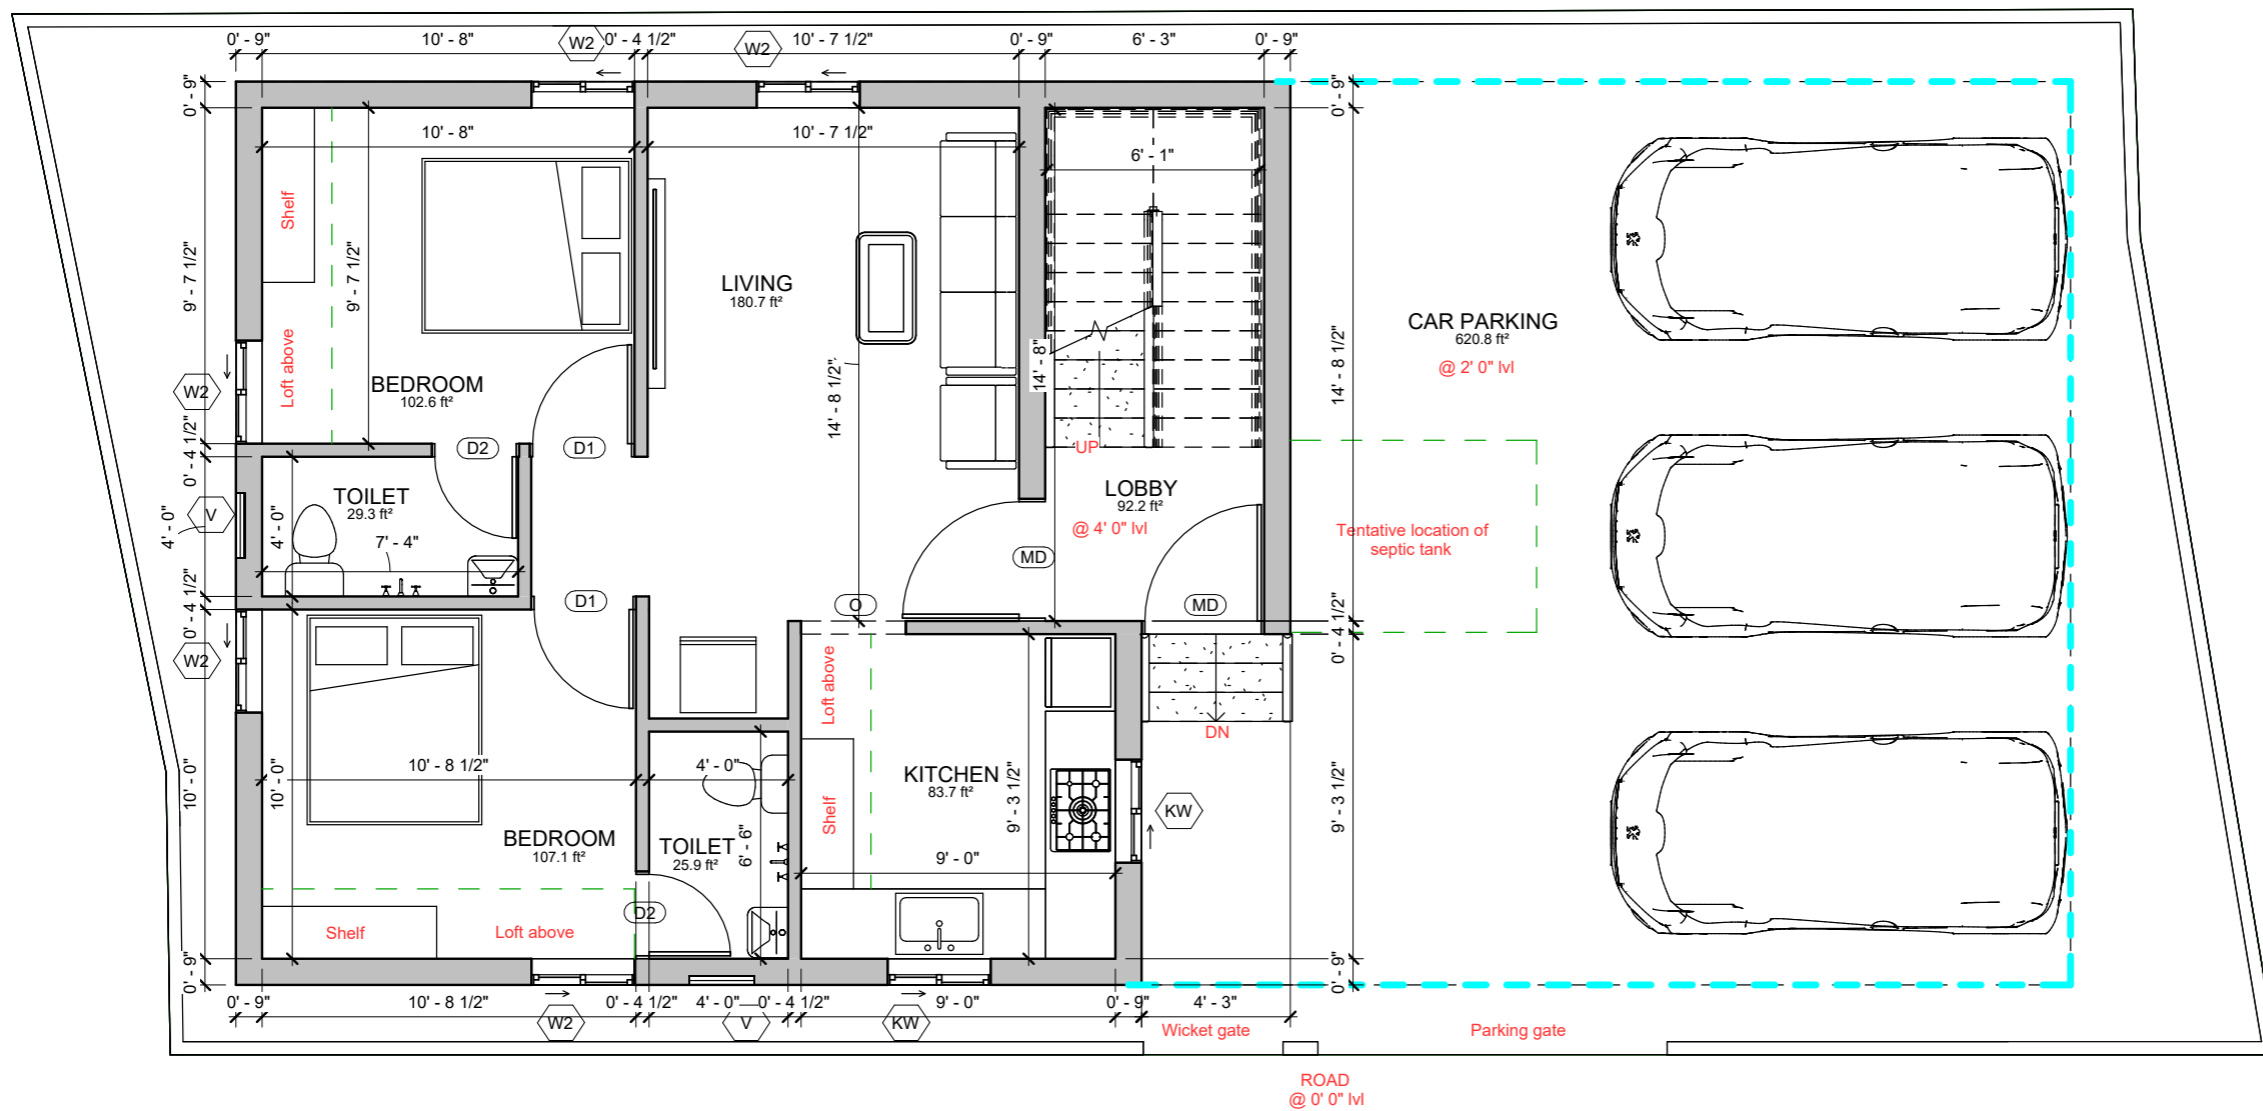 0' - 9"
10' - 8"
W2
0' - 4 1/2"
W2
10' - 7 1/2"
0' - 9"
6' - 3"
0' - 9"
0' - 9"
10' - 8"
10' - 7 1/2"
6' - 1"
0' - 9"
Shelf
9' - 7 1/2"
9' - 7 1/2"
LIVING
180.7 ft²
CAR PARKING
620.8 ft²
@ 2' 0" lvl
Loft above
BEDROOM
102.6 ft²
W2
14' - 8 1/2"
14' - 8"
14' - 8 1/2"
0' - 4 1/2"
D2
D1
UP
TOILET
29.3 ft²
V
4' - 0"
4' - 0"
7' - 4"
LOBBY
92.2 ft²
@ 4' 0" lvl
MD
Tentative location of
septic tank
0' - 4 1/2"
D1
O
MD
0' - 4 1/2"
W2
Loft above
DN
10' - 0"
10' - 0"
10' - 8 1/2"
4' - 0"
KITCHEN
83.7 ft²
9' - 3 1/2"
9' - 3 1/2"
Shelf
KW
BEDROOM
107.1 ft²
TOILET
25.9 ft²
6' - 6"
9' - 0"
D2
Shelf
Loft above
0' - 9"
0' - 9"
0' - 9"
10' - 8 1/2"
0' - 4 1/2"
4' - 0"
0' - 4 1/2"
9' - 0"
0' - 9"
4' - 3"
W2
V
KW
Wicket gate
Parking gate
ROAD
@ 0' 0" lvl